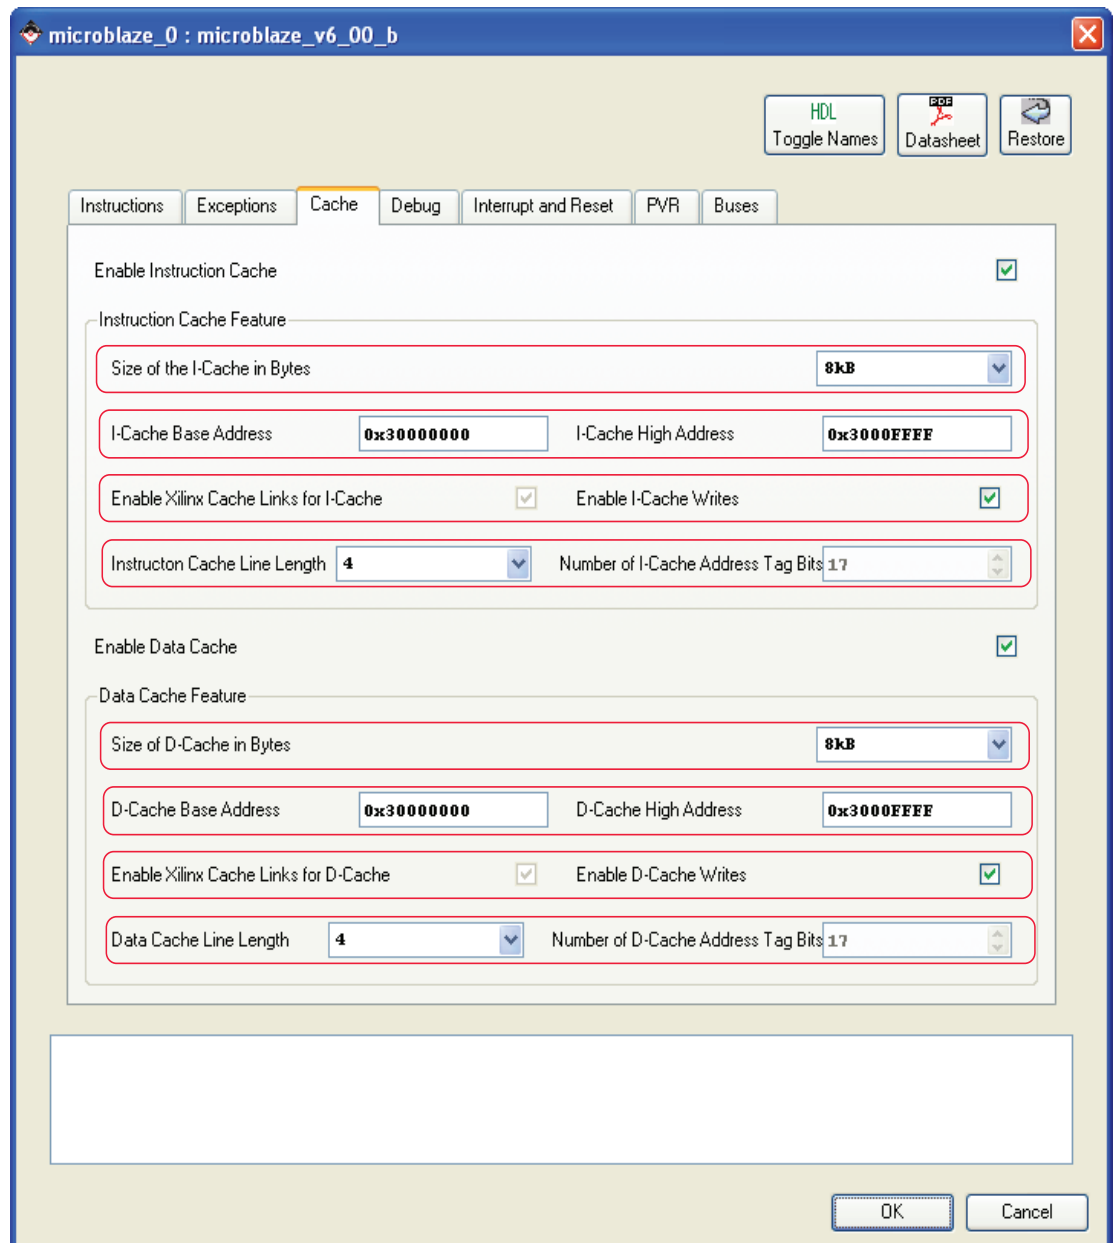 microblaze_0 : microblaze_v6_00_b
HDL
Toggle Names
PDF
Datasheet
Restore
Instructions Exceptions Cache Debug Interrupt and Reset PVR Buses
Enable Instruction Cache
Instruction Cache Feature
Size of the I-Cache in Bytes 8kB
I-Cache Base Address 0x30000000 I-Cache High Address 0x3000FFFF
Enable Xilinx Cache Links for I-Cache Enable I-Cache Writes
Instructon Cache Line Length 4 Number of I-Cache Address Tag Bits 17
Enable Data Cache
Data Cache Feature
Size of D-Cache in Bytes 8kB
D-Cache Base Address 0x30000000 D-Cache High Address 0x3000FFFF
Enable Xilinx Cache Links for D-Cache Enable D-Cache Writes
Data Cache Line Length 4 Number of D-Cache Address Tag Bits 17
OK Cancel